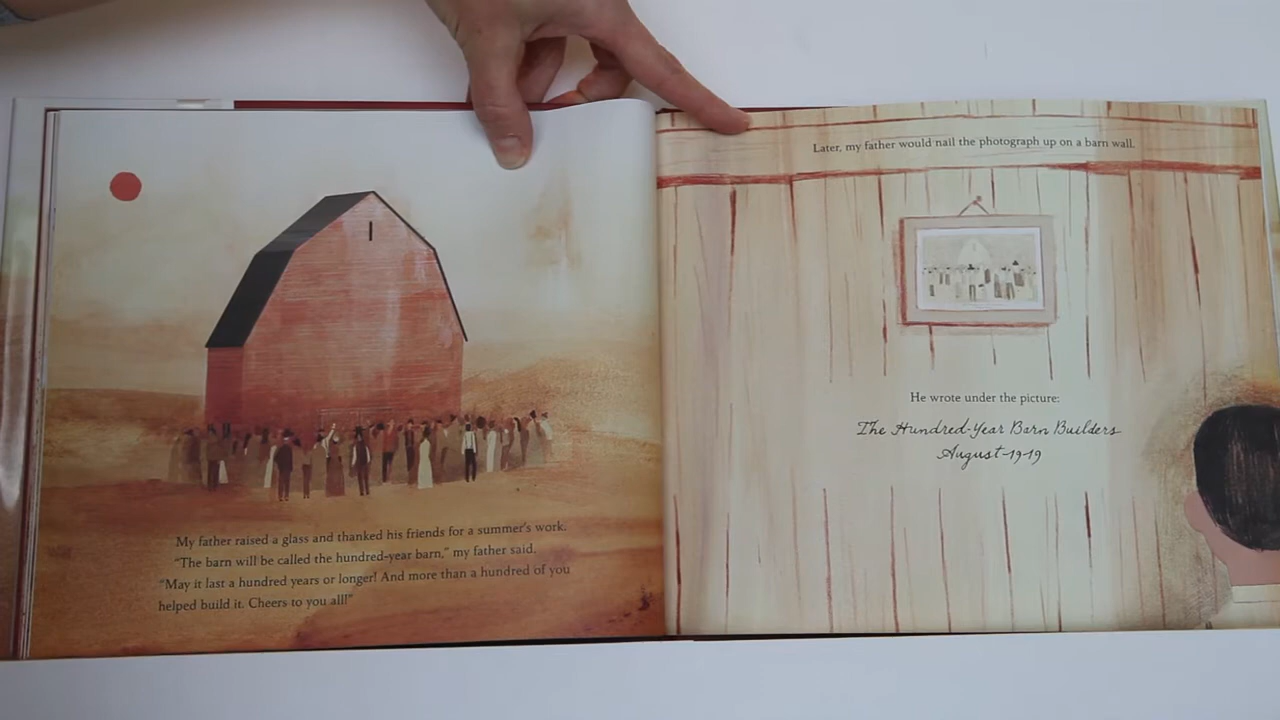 My father raised a glass and thanked his friends for a summer's work.
"The barn will be called the hundred-year barn," my father said.
"May it last a hundred years or longer! And more than a hundred of you
helped build it. Cheers to you all!"
Later, my father would nail the photograph up on a barn wall.
He wrote under the picture:
The Hundred-Year Barn Builders
August 1919